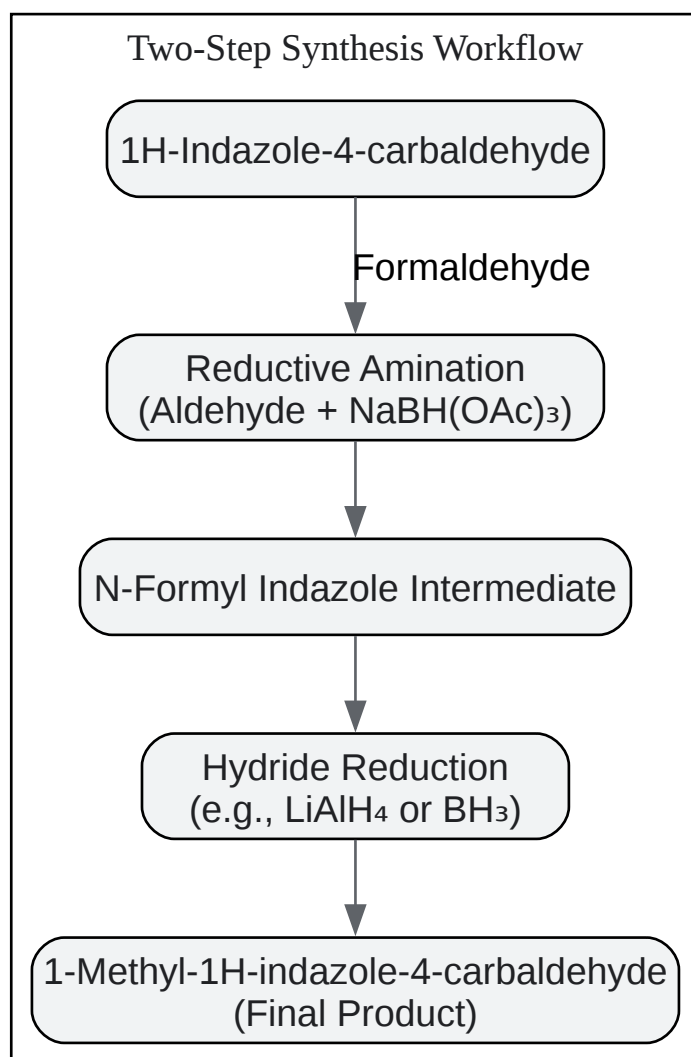 Two-Step Synthesis Workflow
1H-Indazole-4-carbaldehyde
Formaldehyde
Reductive Amination
(Aldehyde + NaBH(OAc)₃)
N-Formyl Indazole Intermediate
Hydride Reduction
(e.g., LiAlH₄ or BH₃)
1-Methyl-1H-indazole-4-carbaldehyde
(Final Product)